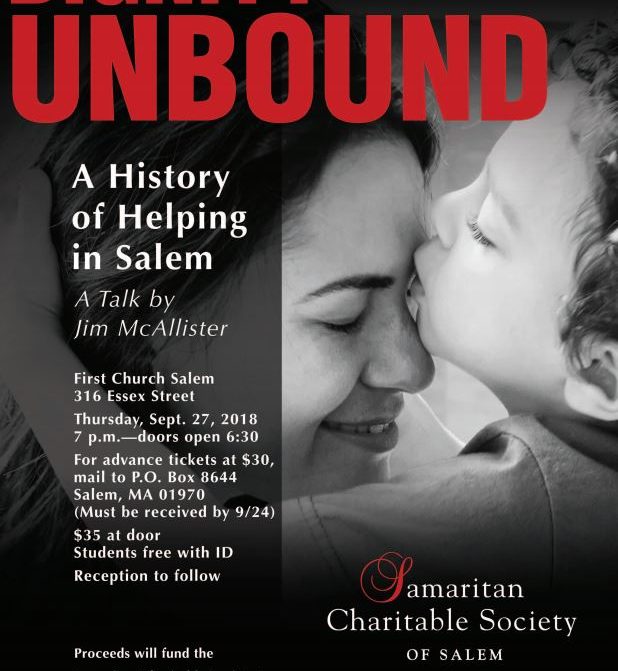 UNBOUND
A History
of Helping
in Salem
A Talk by
Jim McAllister
First Church Salem
316 Essex Street
Thursday, Sept. 27, 2018
7 p.m.—doors open 6:30
For advance tickets at $30,
mail to P.O. Box 8644
Salem, MA 01970
(Must be received by 9/24)
$35 at door
Students free with ID
Reception to follow
Samaritan
Charitable Society
OF SALEM
Proceeds will fund the